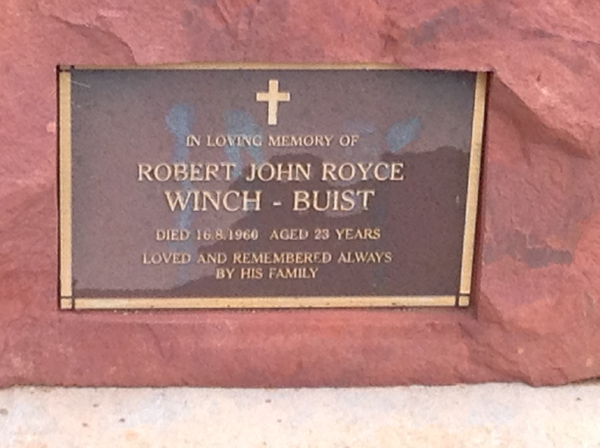 IN LOVING MEMORY OF
ROBERT JOHN ROYCE
WINCH - BUIST
DIED 16.8.1960 AGED 23 YEARS
LOVED AND REMEMBERED ALWAYS
BY HIS FAMILY